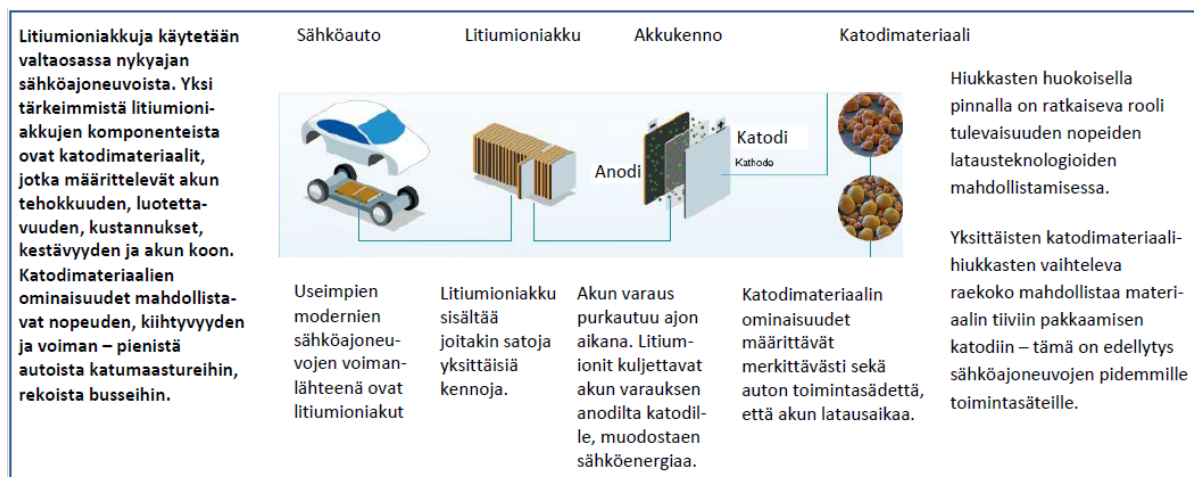 Litiumioniakkuja käytetään
valtaosassa nykyajan
sähköajoneuvoista. Yksi
tärkeimmistä litiumioni-
akkujen komponenteista
ovat katodimateriaalit,
jotka määrittelevät akun
tehokkuuden, luotetta-
vuuden, kustannukset,
kestävyyden ja akun koon.
Katodimateriaalien
ominaisuudet mahdollista-
vat nopeuden, kiihtyvyyden
ja voiman – pienistä
autoista katumaastureihin,
rekoista busseihin.
Sähköauto
Litiumioniakku
Akkukenno
Katodimateriaali
Anodi
-
+
Katodi
Kathode
Useimpien
modernien
sähköajoneu-
vojen voiman-
lähteenä ovat
litiumioniakut
Litiumioniakku
sisältää
joitakin satoja
yksittäisiä
kennoja.
Akun varaus
purkautuu ajon
aikana. Litium-
ionit kuljettavat
akun varauksen
anodilta katodil-
le, muodostaen
sähköenergiaa.
Katodimateriaalin
ominaisuudet
määrittävät
merkittävästi sekä
auton toimintasädettä,
että akun latausaikaa.
Hiukkasten huokoisella
pinnalla on ratkaiseva rooli
tulevaisuuden nopeiden
latausteknologioiden
mahdollistamisessa.
Yksittäisten katodimateriaali-
hiukkasten vaihteleva
raekoko mahdollistaa materi-
aalin tiiviin pakkaamisen
katodiin – tämä on edellytys
sähköajoneuvojen pidemmille
toimintasäteille.